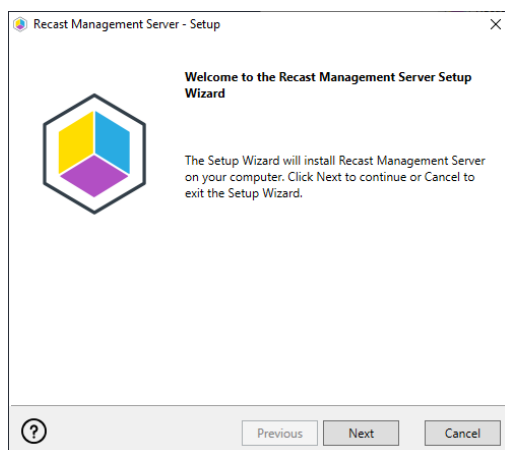 Recast Management Server - Setup
Welcome to the Recast Management Server Setup
Wizard
The Setup Wizard will install Recast Management Server
on your computer. Click Next to continue or Cancel to
exit the Setup Wizard.
?
Previous
Next
Cancel